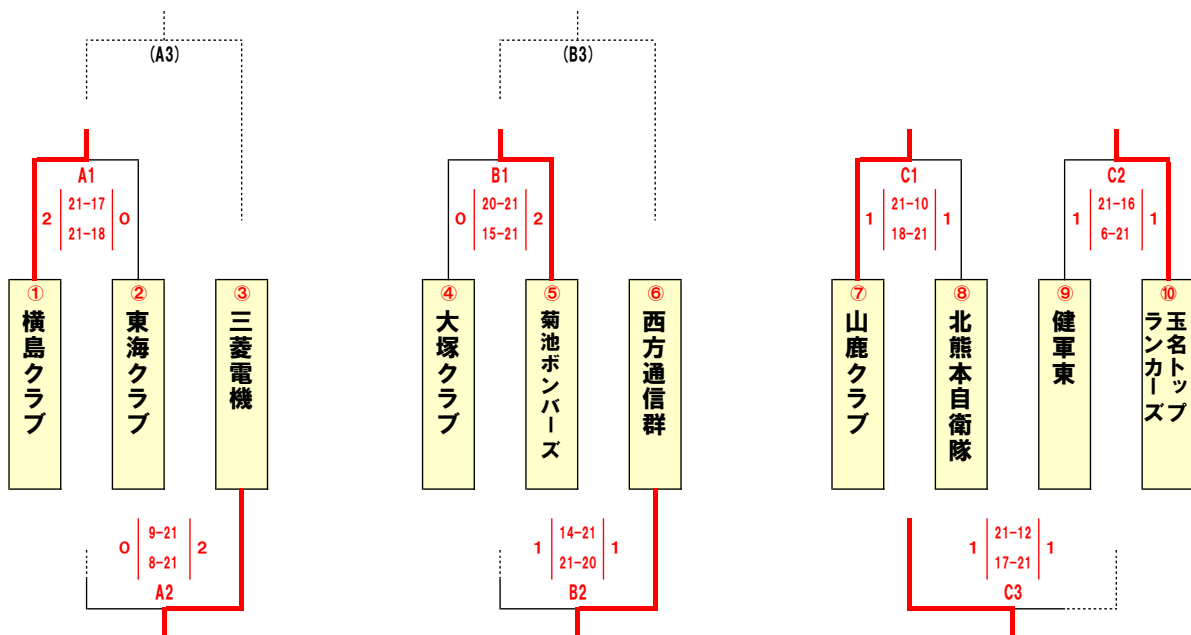 (A3)
(B3)
A1
2
21-17
21-18
0
B1
0
20-21
15-21
2
C1
1
21-10
18-21
1
C2
1
21-16
6-21
1
①
横島クラブ
②
東海クラブ
③
三菱電機
④
大塚クラブ
⑤
菊池ボンバーズ
⑥
西方通信群
⑦
山鹿クラブ
⑧
北熊本自衛隊
⑨
健軍東
⑩
玉名トップ
ランカーズ
0
9-21
8-21
2
A2
1
14-21
21-20
1
B2
1
21-12
17-21
1
C3